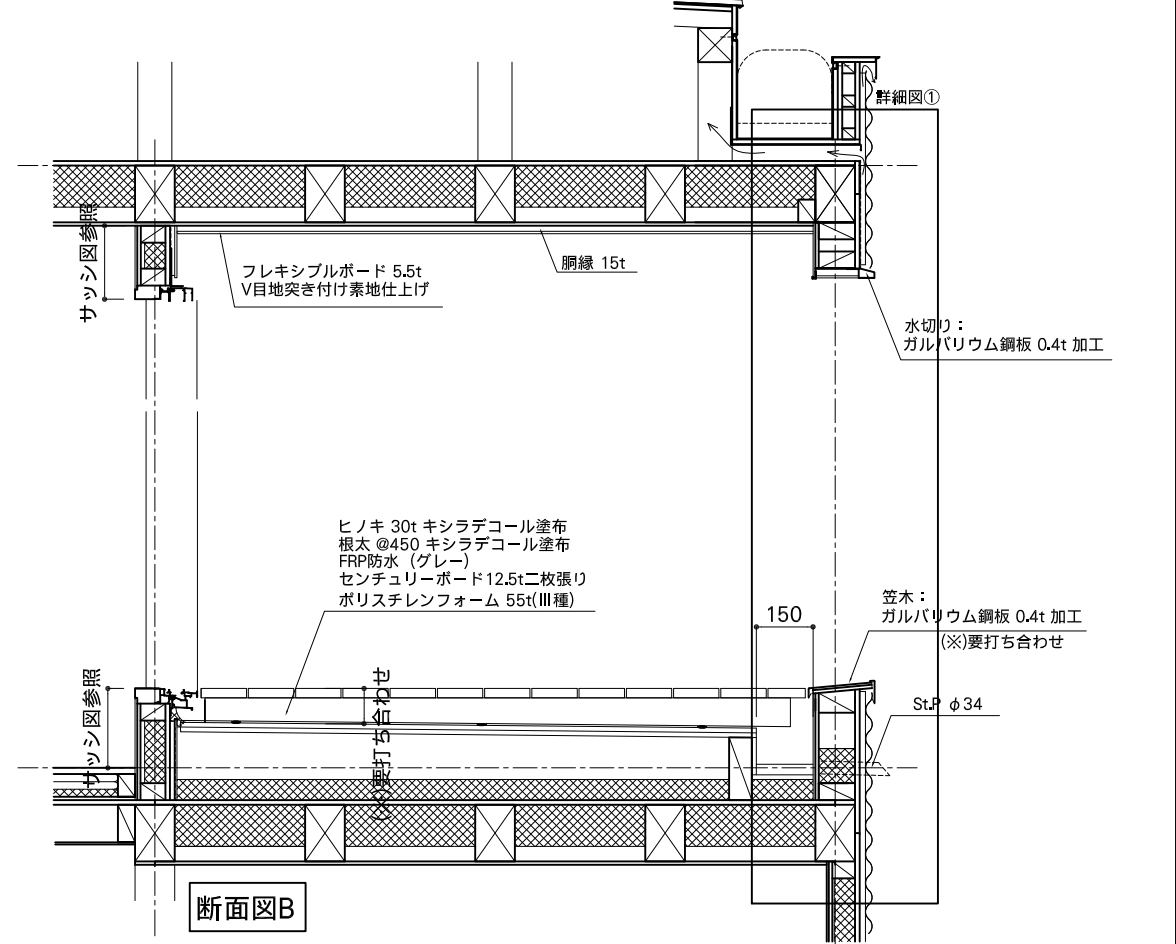 詳細図①
サッシ図参照
フレキシブルボード 5.5t
V目地突き付け素地仕上げ
胴縁 15t
水切り：
ガルバリウム鋼板 0.4t 加工
ヒノキ 30t キシラデコール塗布
根太 @450 キシラデコール塗布
FRP防水（グレー）
センチュリーボード12.5t二枚張り
ポリスチレンフォーム 55t(Ⅲ種)
150
笠木：
ガルバリウム鋼板 0.4t 加工
(※)要打ち合わせ
サッシ図参照
(※)要打ち合わせ
St.P φ34
断面図B